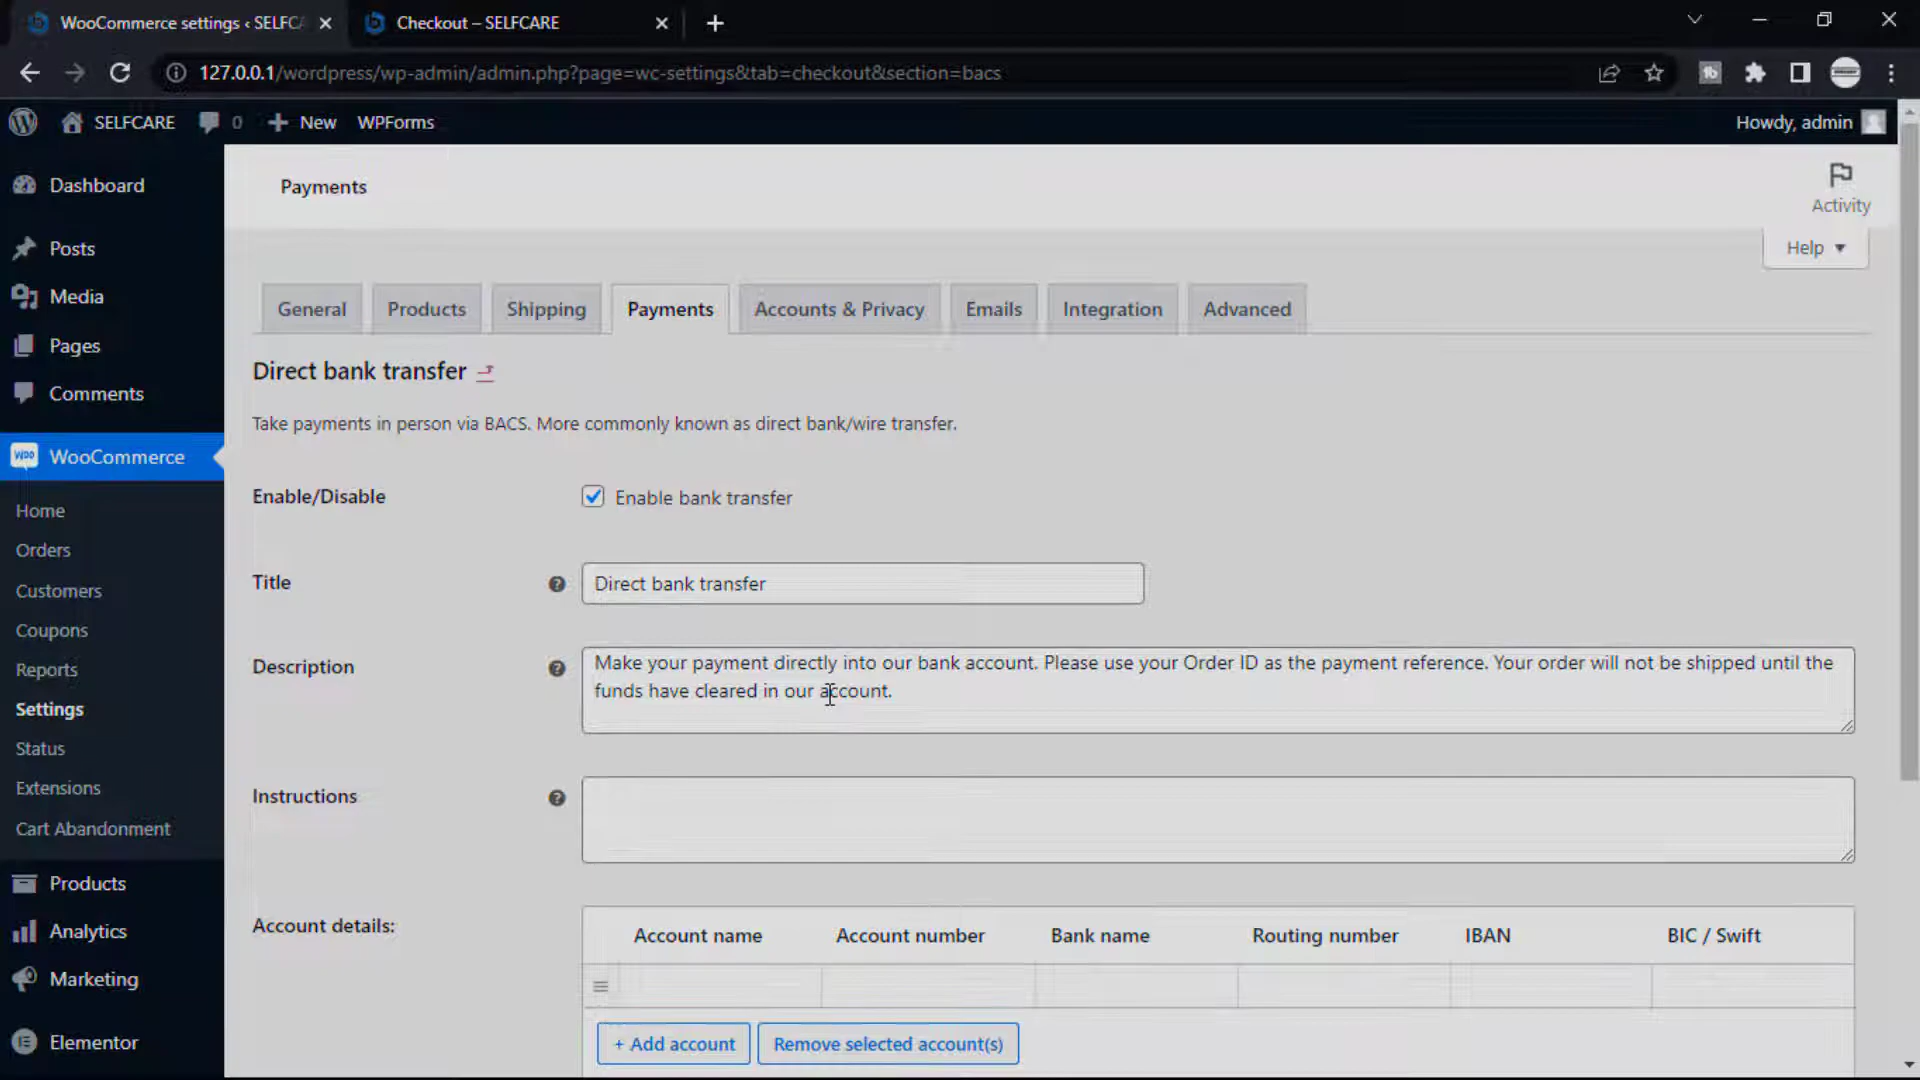 WooCommerce settings ‹ SELFCA
Checkout – SELFCARE
127.0.0.1/wordpress/wp-admin/admin.php?page=wc-settings&tab=checkout&section=bacs
SELFCARE
0
New
WPForms
Howdy, admin
Dashboard
Posts
Media
Pages
Comments
Woo
WooCommerce
Home
Orders
Customers
Coupons
Reports
Settings
Status
Extensions
Cart Abandonment
Products
Analytics
Marketing
Elementor
Payments
Activity
Help
General
Products
Shipping
Payments
Accounts & Privacy
Emails
Integration
Advanced
Direct bank transfer
Take payments in person via BACS. More commonly known as direct bank/wire transfer.
Enable/Disable
Enable bank transfer
Title
Direct bank transfer
Description
Make your payment directly into our bank account. Please use your Order ID as the payment reference. Your order will not be shipped until the
funds have cleared in our account.
Instructions
Account details:
Account name
Account number
Bank name
Routing number
IBAN
BIC / Swift
+ Add account
Remove selected account(s)